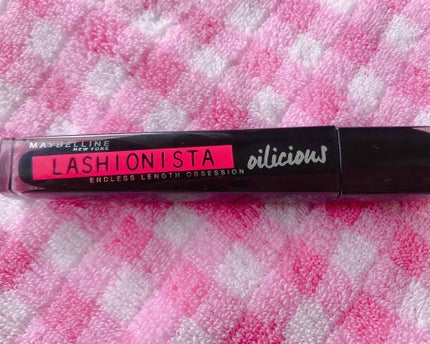 MAYBELLINE
NEW YORK
LASHIONISTA oilicious
ENDLESS LENGTH OBSESSION